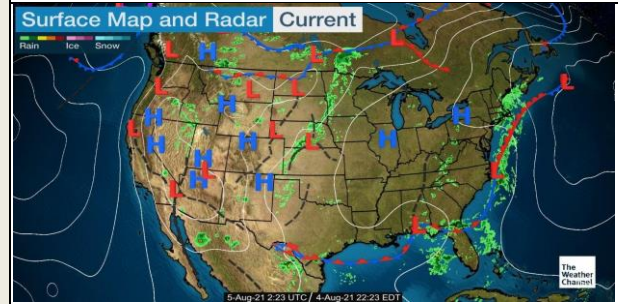 Surface Map and Radar Current
Rain Ice Snow
L
H
L
L
L
L
L
H
H
L
L
H
L
H
H
L
H
H
L
L
H
H
L
L
The
Weather
Channel
5-Aug-21 2:23 UTC / 4-Aug-21 22:23 EDT